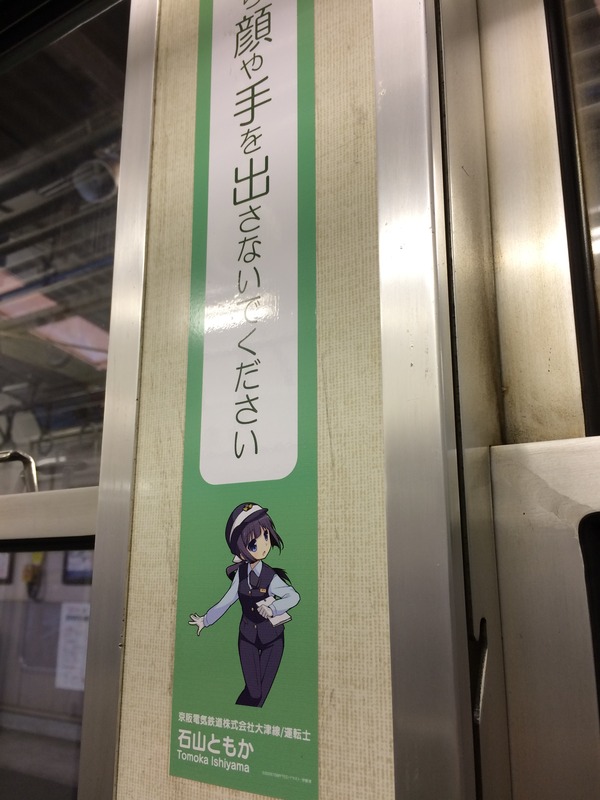 顔や手を出さないでください
京阪電気鉄道株式会社大津線/運転士
石山ともか
Tomoka Ishiyama